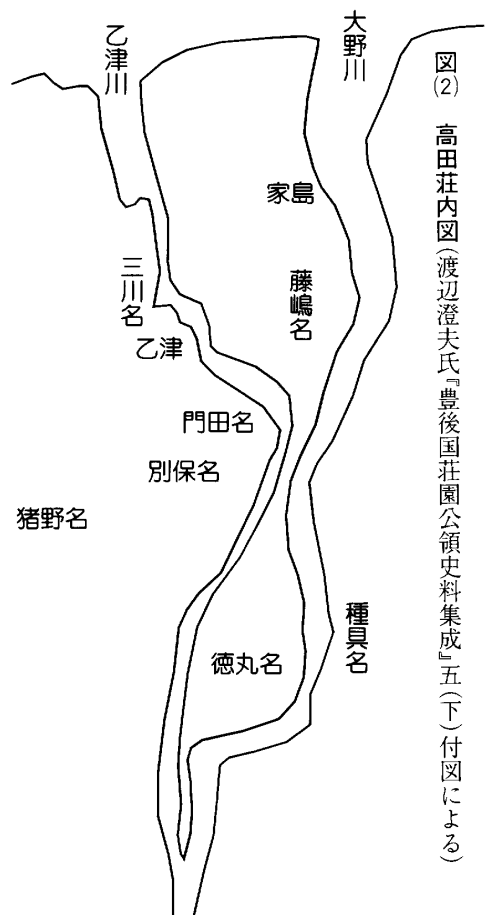 図(2)　高田荘内図(渡辺澄夫氏『豊後国荘園公領史料集成』五(下)付図による)
大野川
乙津川
家島
藤嶋名
三川名
乙津
門田名
別保名
猪野名
種具名
徳丸名